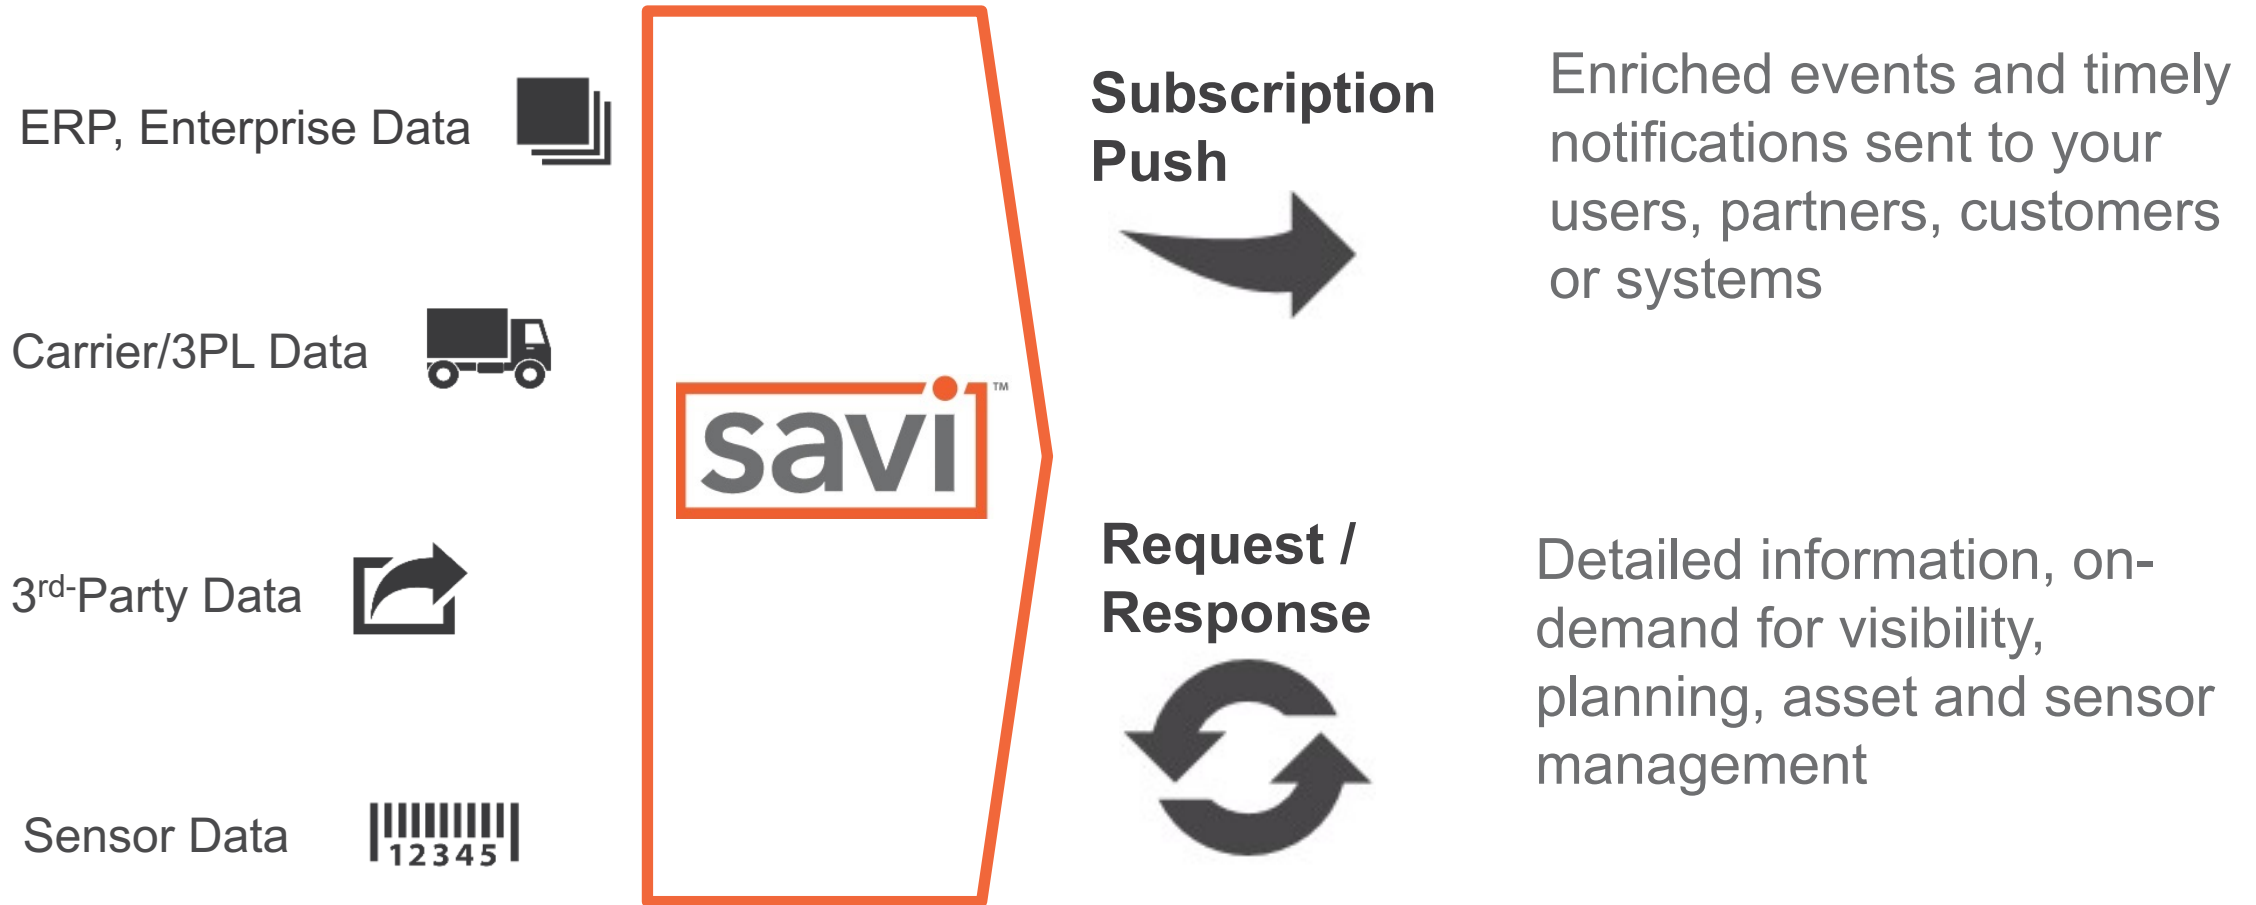 ERP, Enterprise Data
Carrier/3PL Data
3rd-Party Data
Sensor Data
12345
savi
TM
Subscription
Push
Enriched events and timely
notifications sent to your
users, partners, customers
or systems
Request /
Response
Detailed information, on-
demand for visibility,
planning, asset and sensor
management